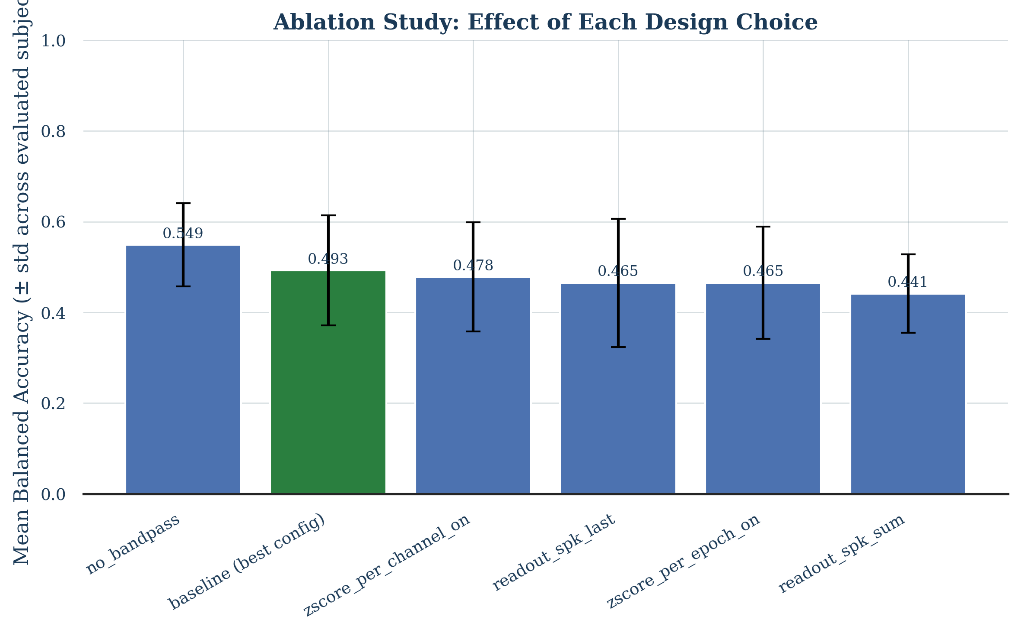 Ablation Study: Effect of Each Design Choice
Mean Balanced Accuracy (± std across evaluated subjec
1.0
0.8
0.6
0.4
0.2
0.0
0.549
0.493
0.478
0.465
0.465
0.441
no_bandpass
baseline (best config)
zscore_per_channel_on
readout_spk_last
zscore_per_epoch_on
readout_spk_sum